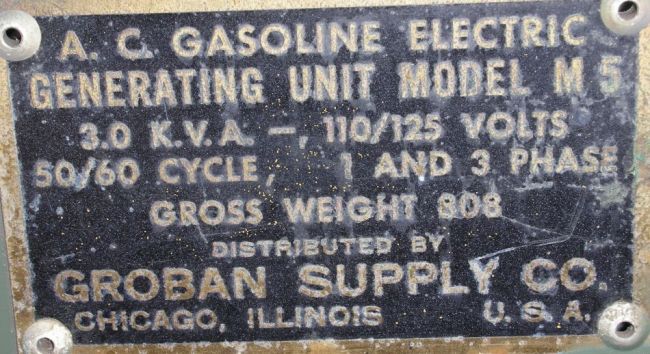 A. C. GASOLINE ELECTRIC
GENERATING UNIT MODEL M 5
3.0 K.V.A. –, 110/125 VOLTS
50/60 CYCLE, 1 AND 3 PHASE
GROSS WEIGHT 808
DISTRIBUTED BY
GROBAN SUPPLY CO.
CHICAGO, ILLINOIS U. S. A.